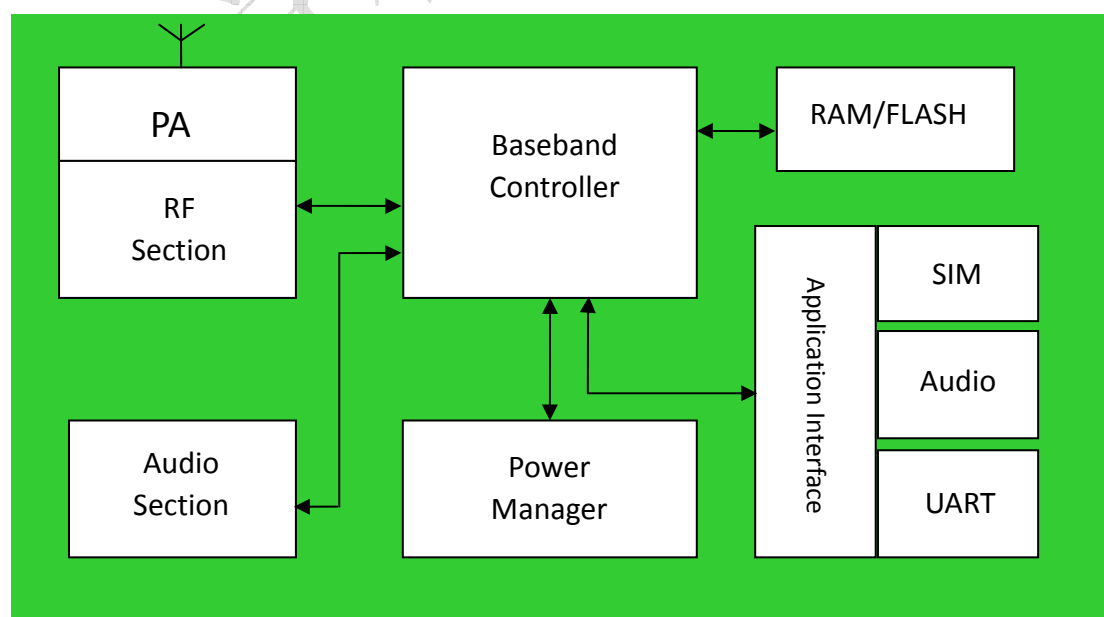 PA
RF
Section
Baseband
Controller
RAM/FLASH
Application Interface
SIM
Audio
UART
Audio
Section
Power
Manager